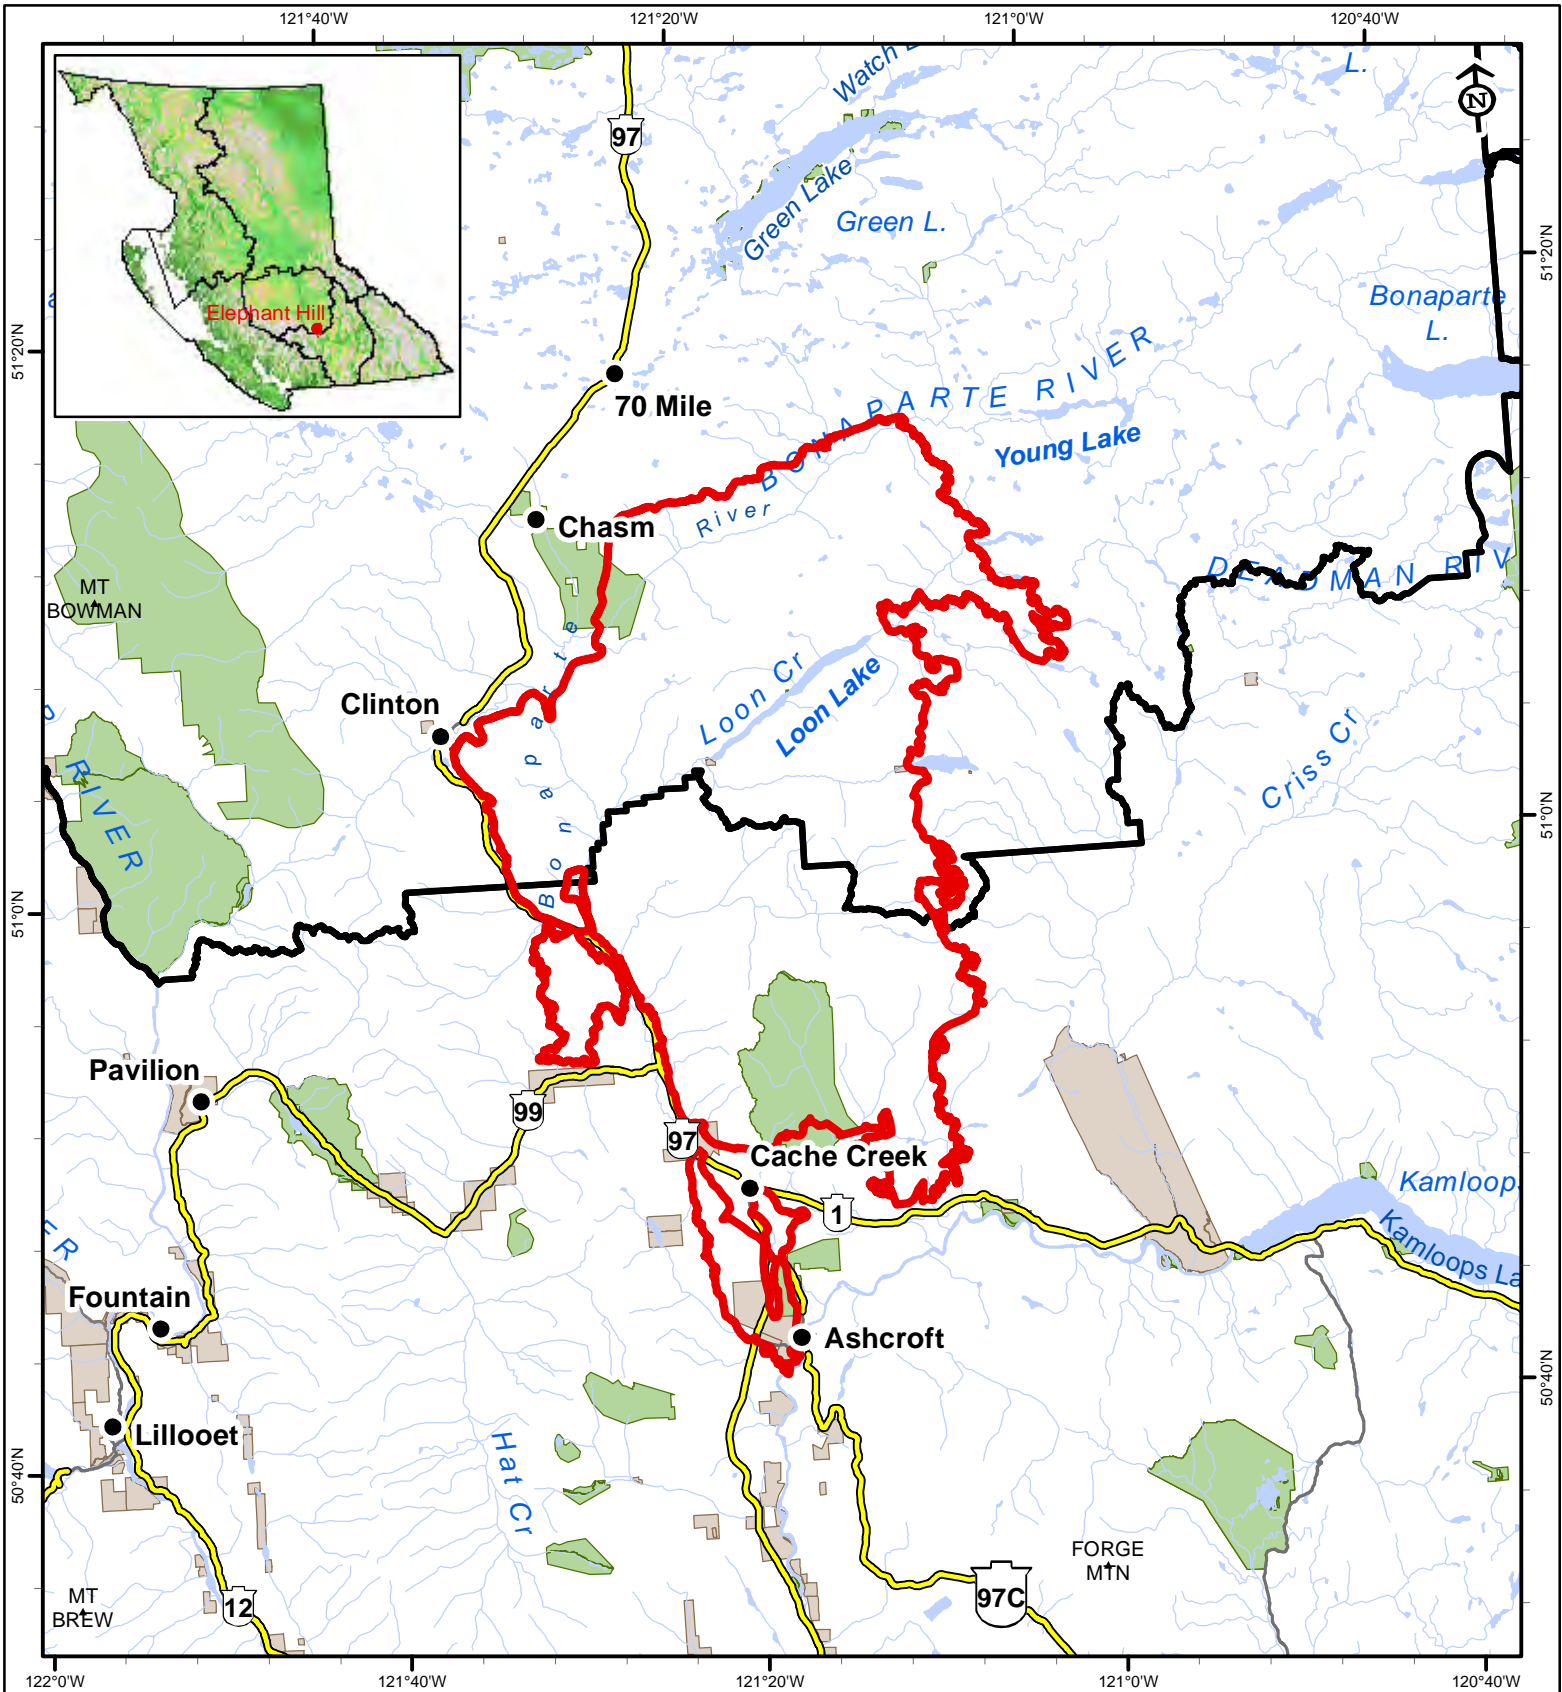 121°40'W
121°20'W
121°0'W
120°40'W
Watch L
L.
N
97
Elephant Hill
Green Lake
Green L.
51°20'N
51°20'N
Bonaparte
L.
70 Mile
BONAPARTE RIVER
Young Lake
River
Chasm
DEADMAN RIV
MT
BOWMAN
Bonaparte
Loon Cr
Loon Lake
Clinton
RIVER
Criss Cr
51°0'N
51°0'N
Pavilion
99
97
Cache Creek
1
Kamloops
Kamloops La
ER
Fountain
Ashcroft
50°40'N
Lillooet
Hat Cr
50°40'N
FORGE
MTN
97C
MT
BREW
12
122°0'W
121°40'W
121°20'W
121°0'W
120°40'W